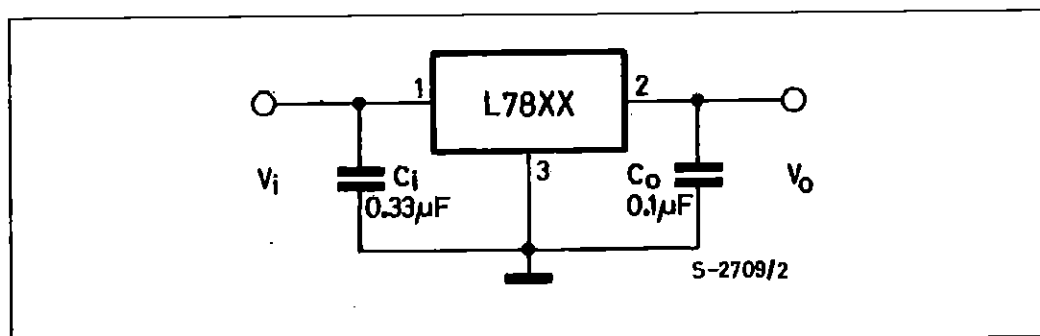 1
L78XX
2
3
Vi
Ci
0.33µF
Co
0.1µF
Vo
S-2709/2